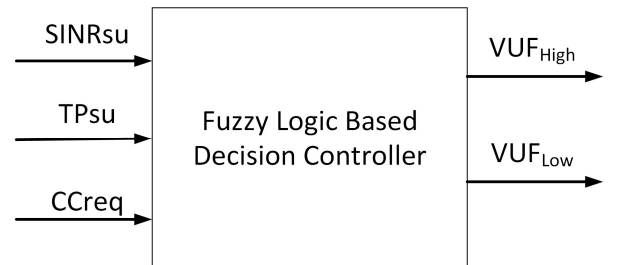 SINRsu
TPsu
CCreq
Fuzzy Logic Based
Decision Controller
VUFHigh
VUFLow